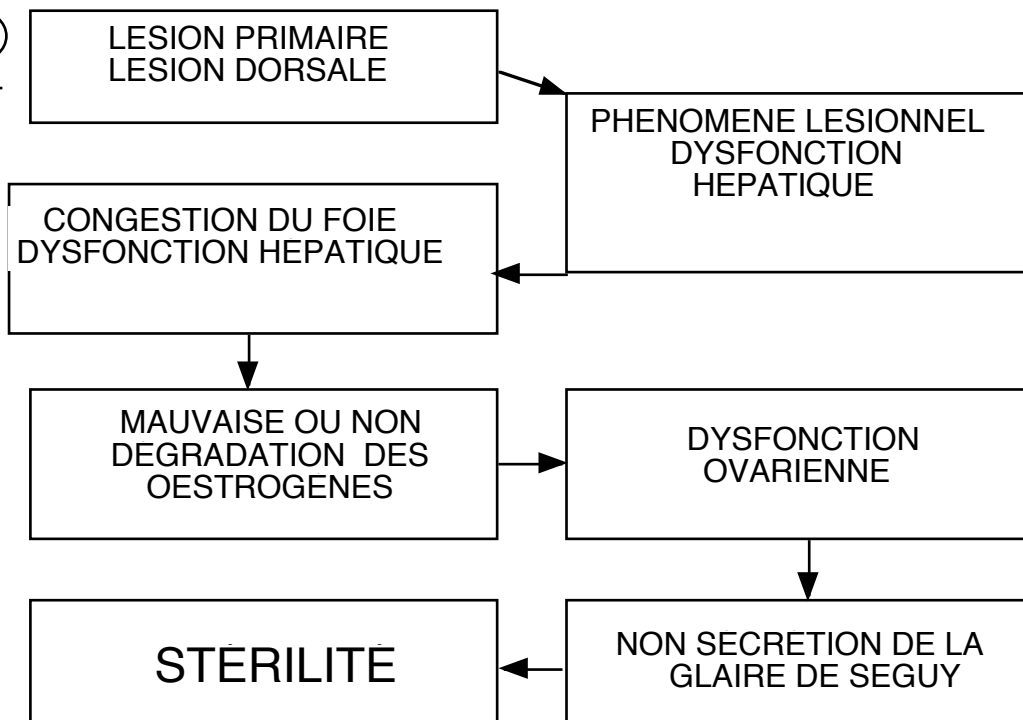 LESION PRIMAIRE
LESION DORSALE
PHENOMENE LESIONNEL
DYSFONCTION
HEPATIQUE
CONGESTION DU FOIE
DYSFONCTION HEPATIQUE
MAUVAISE OU NON
DEGRADATION DES
OESTROGENES
DYSFONCTION
OVARIENNE
NON SECRETION DE LA
GLAIRE DE SEGUY
STÉRILITÉ